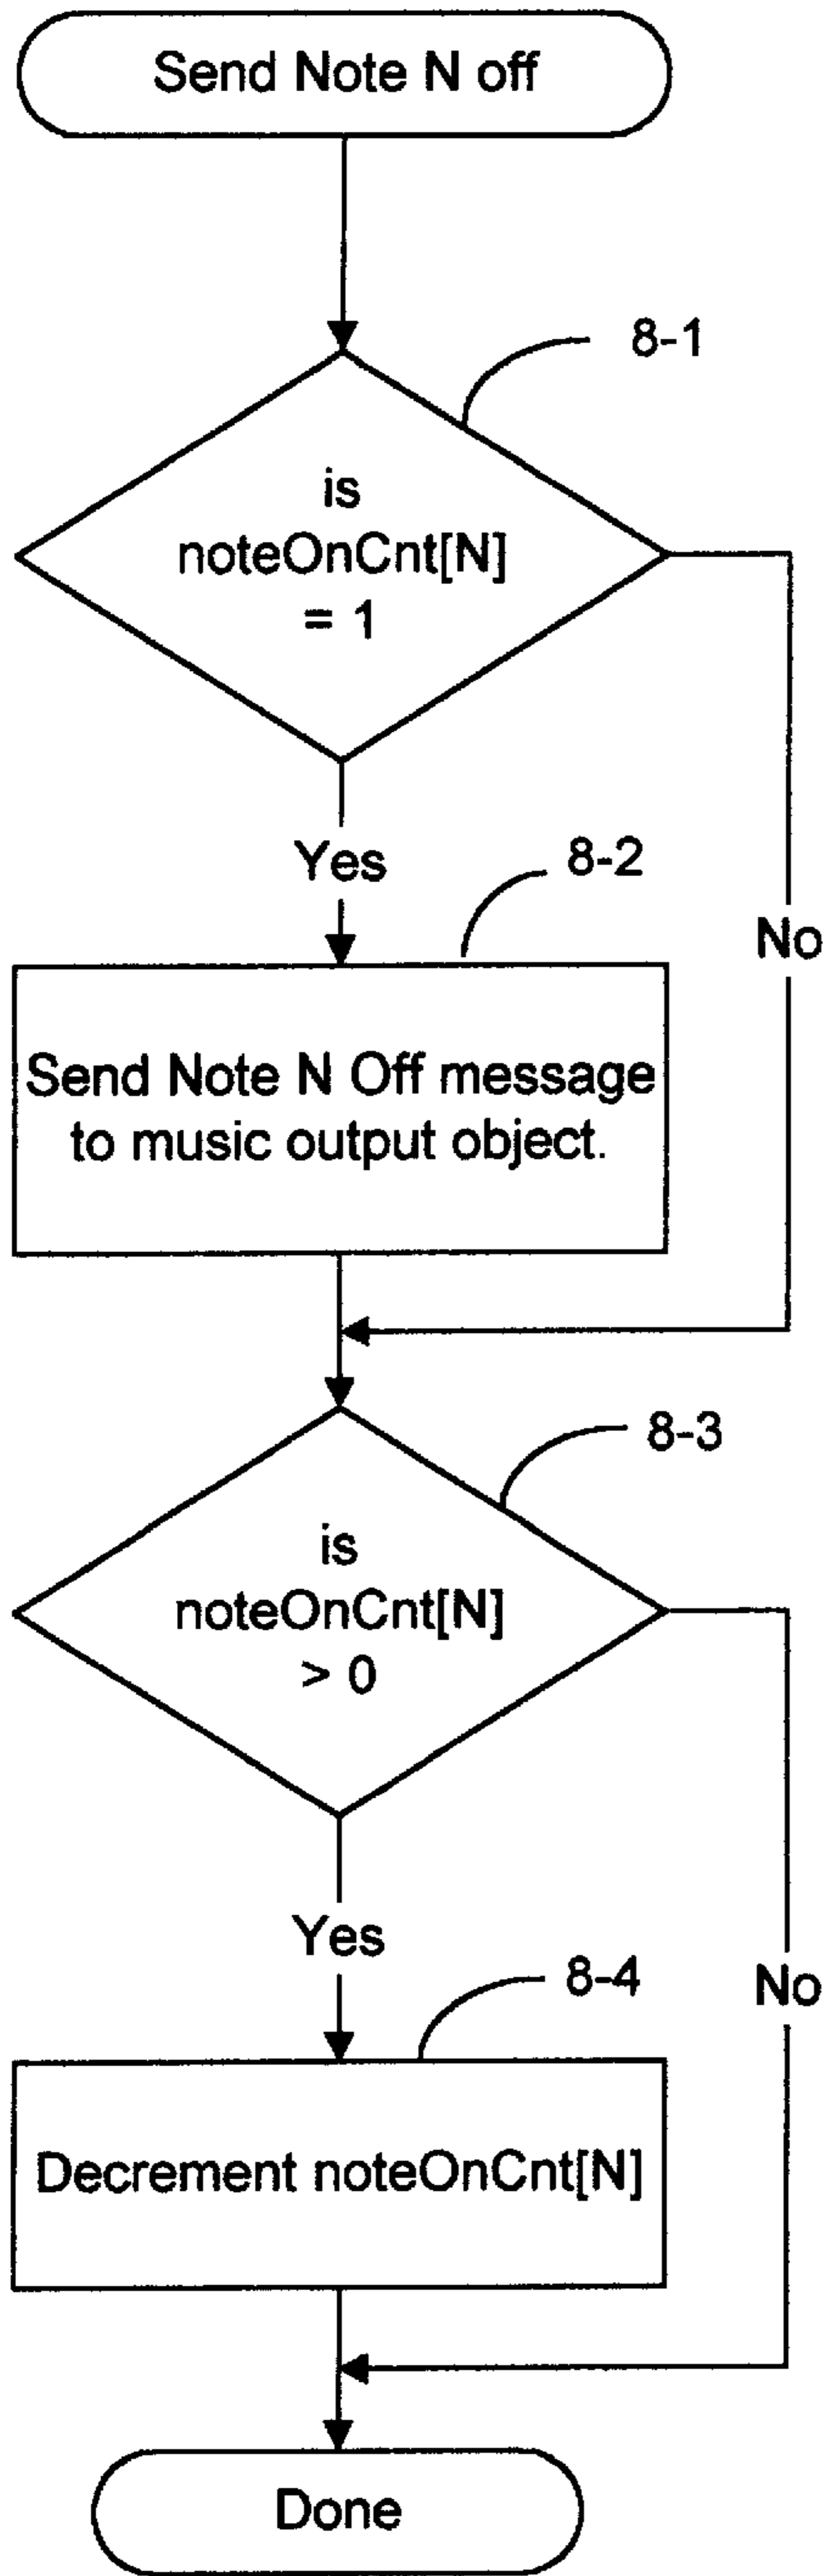 Send Note N off
8-1
is
noteOnCnt[N]
= 1
Yes
8-2
No
Send Note N Off message
to music output object.
8-3
is
noteOnCnt[N]
> 0
Yes
8-4
No
Decrement noteOnCnt[N]
Done